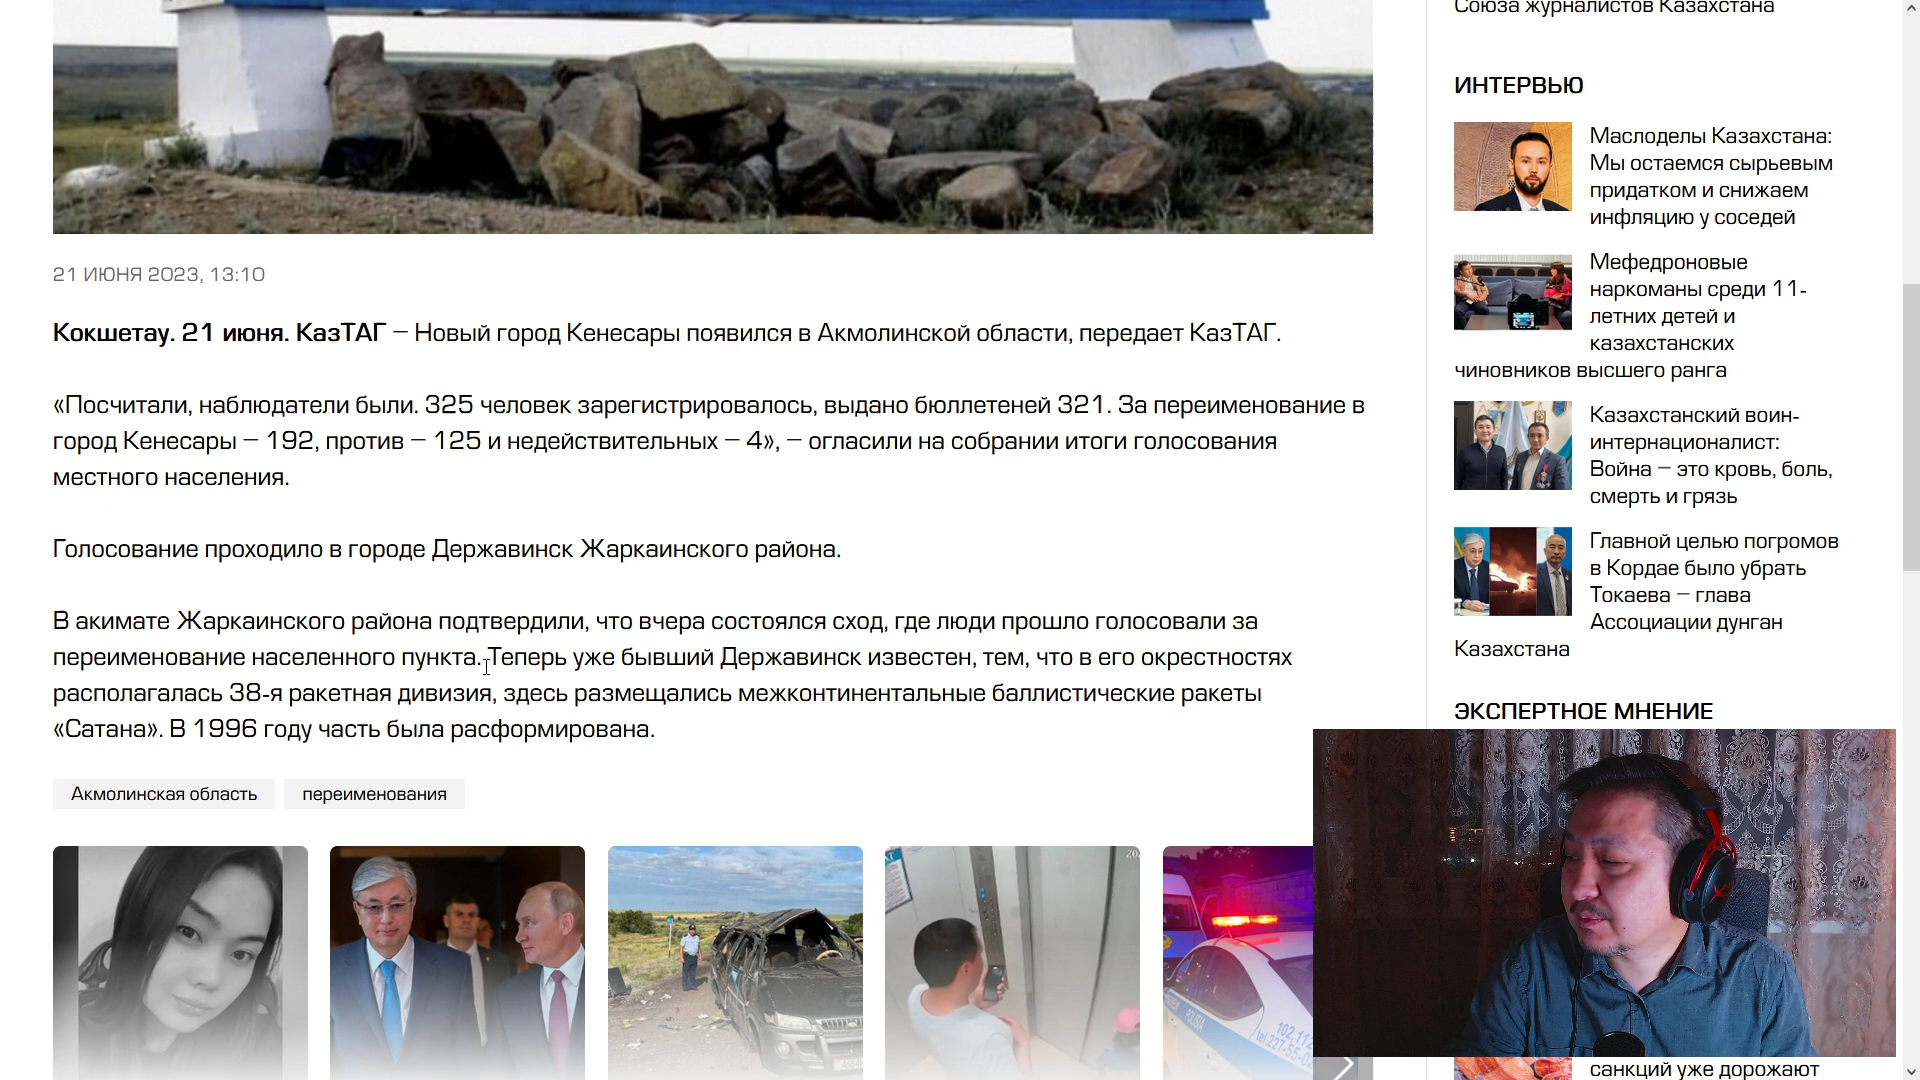 Союза журналистов Казахстана
21 ИЮНЯ 2023, 13:10
Кокшетау. 21 июня. КазТАГ – Новый город Кенесары появился в Акмолинской области, передает КазТАГ.
«Посчитали, наблюдатели были. 325 человек зарегистрировалось, выдано бюллетеней 321. За переименование в
город Кенесары – 192, против – 125 и недействительных – 4», – огласили на собрании итоги голосования
местного населения.
Голосование проходило в городе Державинск Жаркаинского района.
В акимате Жаркаинского района подтвердили, что вчера состоялся сход, где люди прошло голосовали за
переименование населенного пункта. Теперь уже бывший Державинск известен, тем, что в его окрестностях
располагалась 38-я ракетная дивизия, здесь размещались межконтинентальные баллистические ракеты
«Сатана». В 1996 году часть была расформирована.
Акмолинская область
переименования
ИНТЕРВЬЮ
Маслоделы Казахстана:
Мы остаемся сырьевым
придатком и снижаем
инфляцию у соседей
Мефедроновые
наркоманы среди 11-
летних детей и
казахстанских
чиновников высшего ранга
Казахстанский воин-
интернационалист:
Война – это кровь, боль,
смерть и грязь
Главной целью погромов
в Кордае было убрать
Токаева – глава
Ассоциации дунган
Казахстана
ЭКСПЕРТНОЕ МНЕНИЕ
санкций уже дорожают